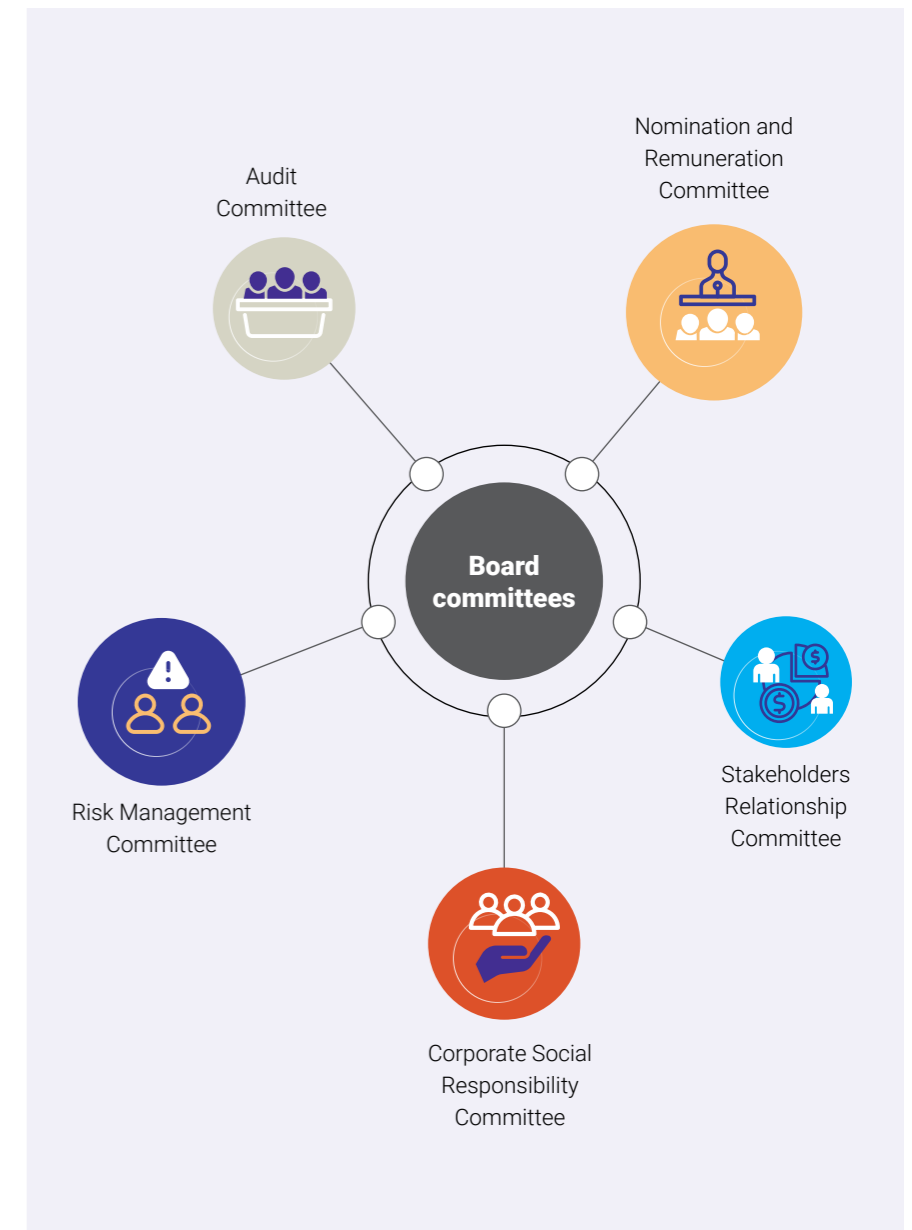 Nomination and
Remuneration
Committee
Audit
Committee
Board
committees
Stakeholders
Relationship
Committee
Risk Management
Committee
Corporate Social
Responsibility
Committee